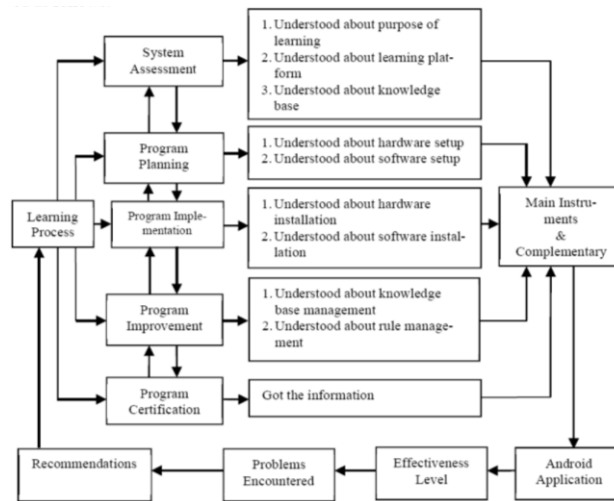 System
Assessment
1. Understood about purpose of
learning
2. Understood about learning plat-
form
3. Understood about knowledge
base
Program
Planning
1. Understood about hardware setup
2. Understood about software setup
Learning
Process
Program Imple-
mentation
1. Understood about hardware
installation
2. Understood about software instal-
lation
Main Instru-
ments
&
Complementary
Program
Improvement
1. Understood about knowledge
base management
2. Understood about rule manage-
ment
Program
Certification
Got the information
Recommendations
Problems
Encountered
Effectiveness
Level
Android
Application